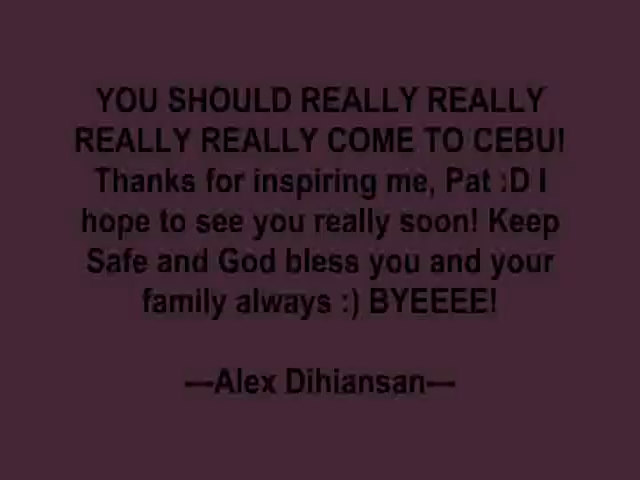 YOU SHOULD REALLY REALLY
REALLY REALLY COME TO CEBU!
Thanks for inspiring me, Pat :D I
hope to see you really soon! Keep
Safe and God bless you and your
family always :) BYEEEE!
---Alex Dihiansan---